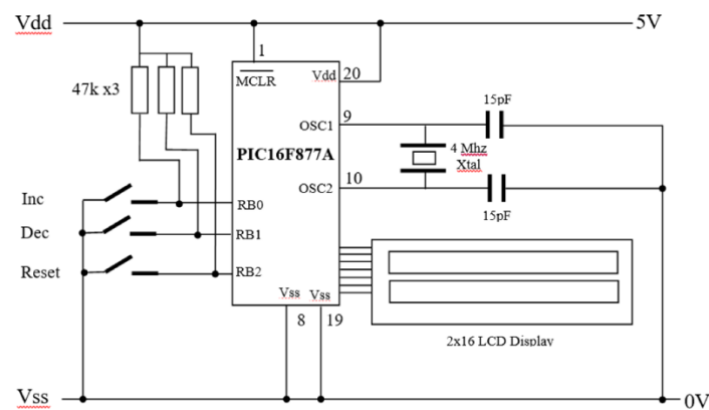 Vdd
5V
1
MCLR
Vdd 20
47k x3
15pF
9
OSC1
PIC16F877A
4 Mhz
Xtal
10
OSC2
15pF
Inc
RB0
Dec
RB1
Reset
RB2
Vss Vss
8 19
2x16 LCD Display
Vss
0V